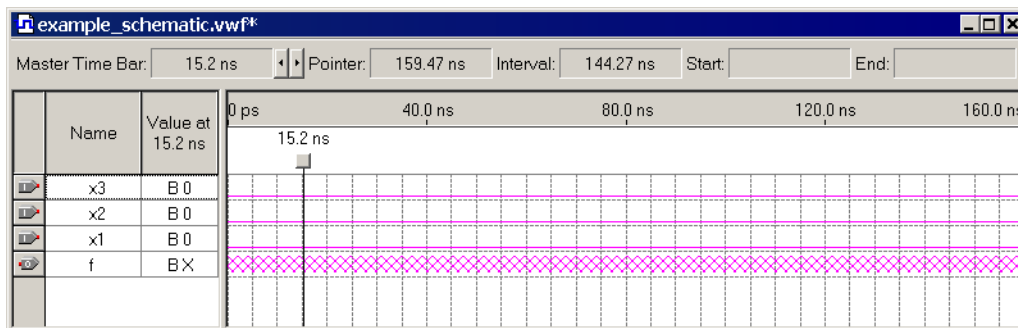 example_schematic.vwf*
Master Time Bar: 15.2 ns Pointer: 159.47 ns Interval: 144.27 ns Start: End:
Name Value at 15.2 ns 0 ps 40.0 ns 80.0 ns 120.0 ns 160.0 n
15.2 ns
x3 B 0
x2 B 0
x1 B 0
f B X